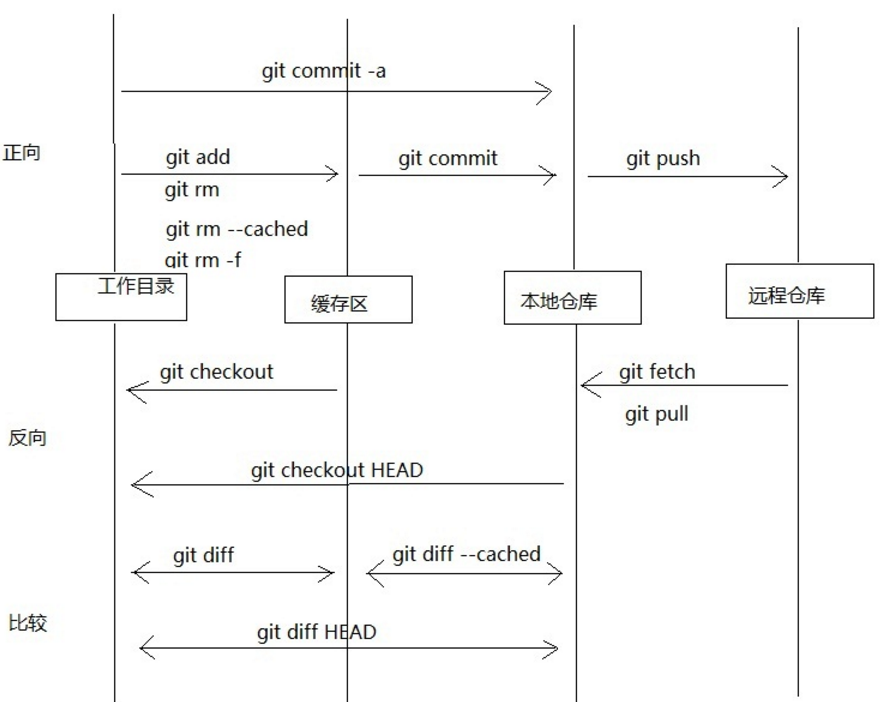 git commit -a
正向
git add
git commit
git push
git rm
git rm --cached
git rm -f
工作目录
缓存区
本地仓库
远程仓库
git checkout
git fetch
git pull
反向
git checkout HEAD
git diff
git diff --cached
比较
git diff HEAD